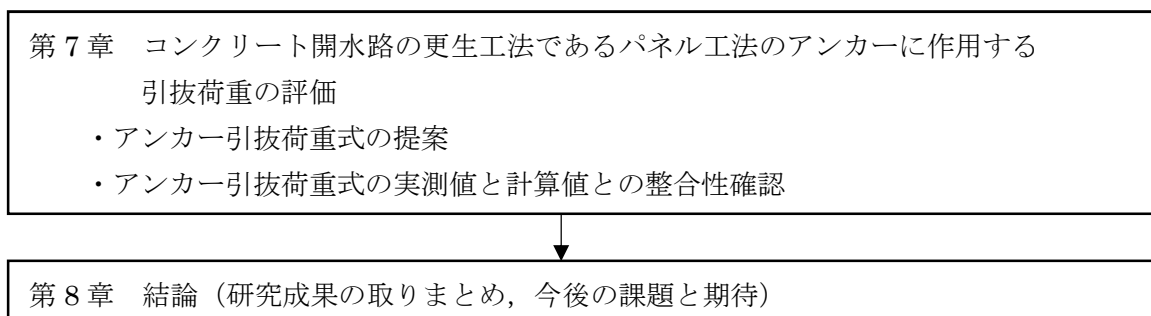 第 7 章　コンクリート開水路の更生工法であるパネル工法のアンカーに作用する
引抜荷重の評価
・アンカー引抜荷重式の提案
・アンカー引抜荷重式の実測値と計算値との整合性確認
第 8 章　結論（研究成果の取りまとめ，今後の課題と期待）